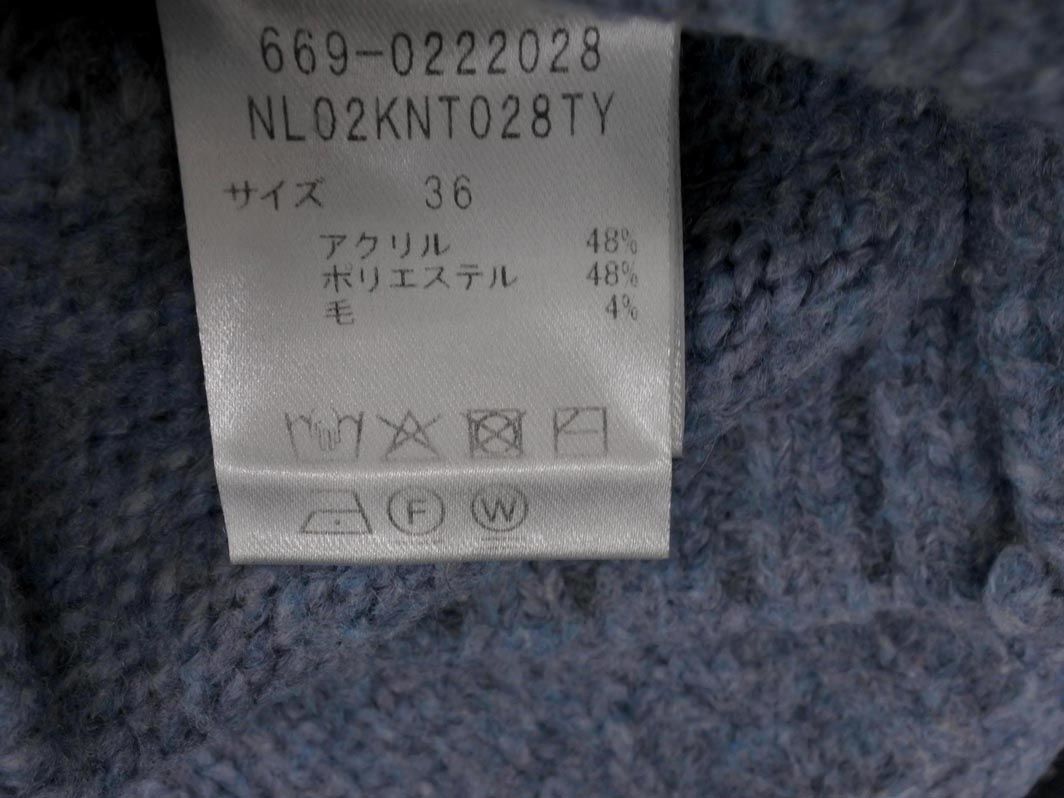 669-0222028
NL02KNT028TY
サイズ 36
アクリル 48%
ポリエステル 48%
毛 4%
F W